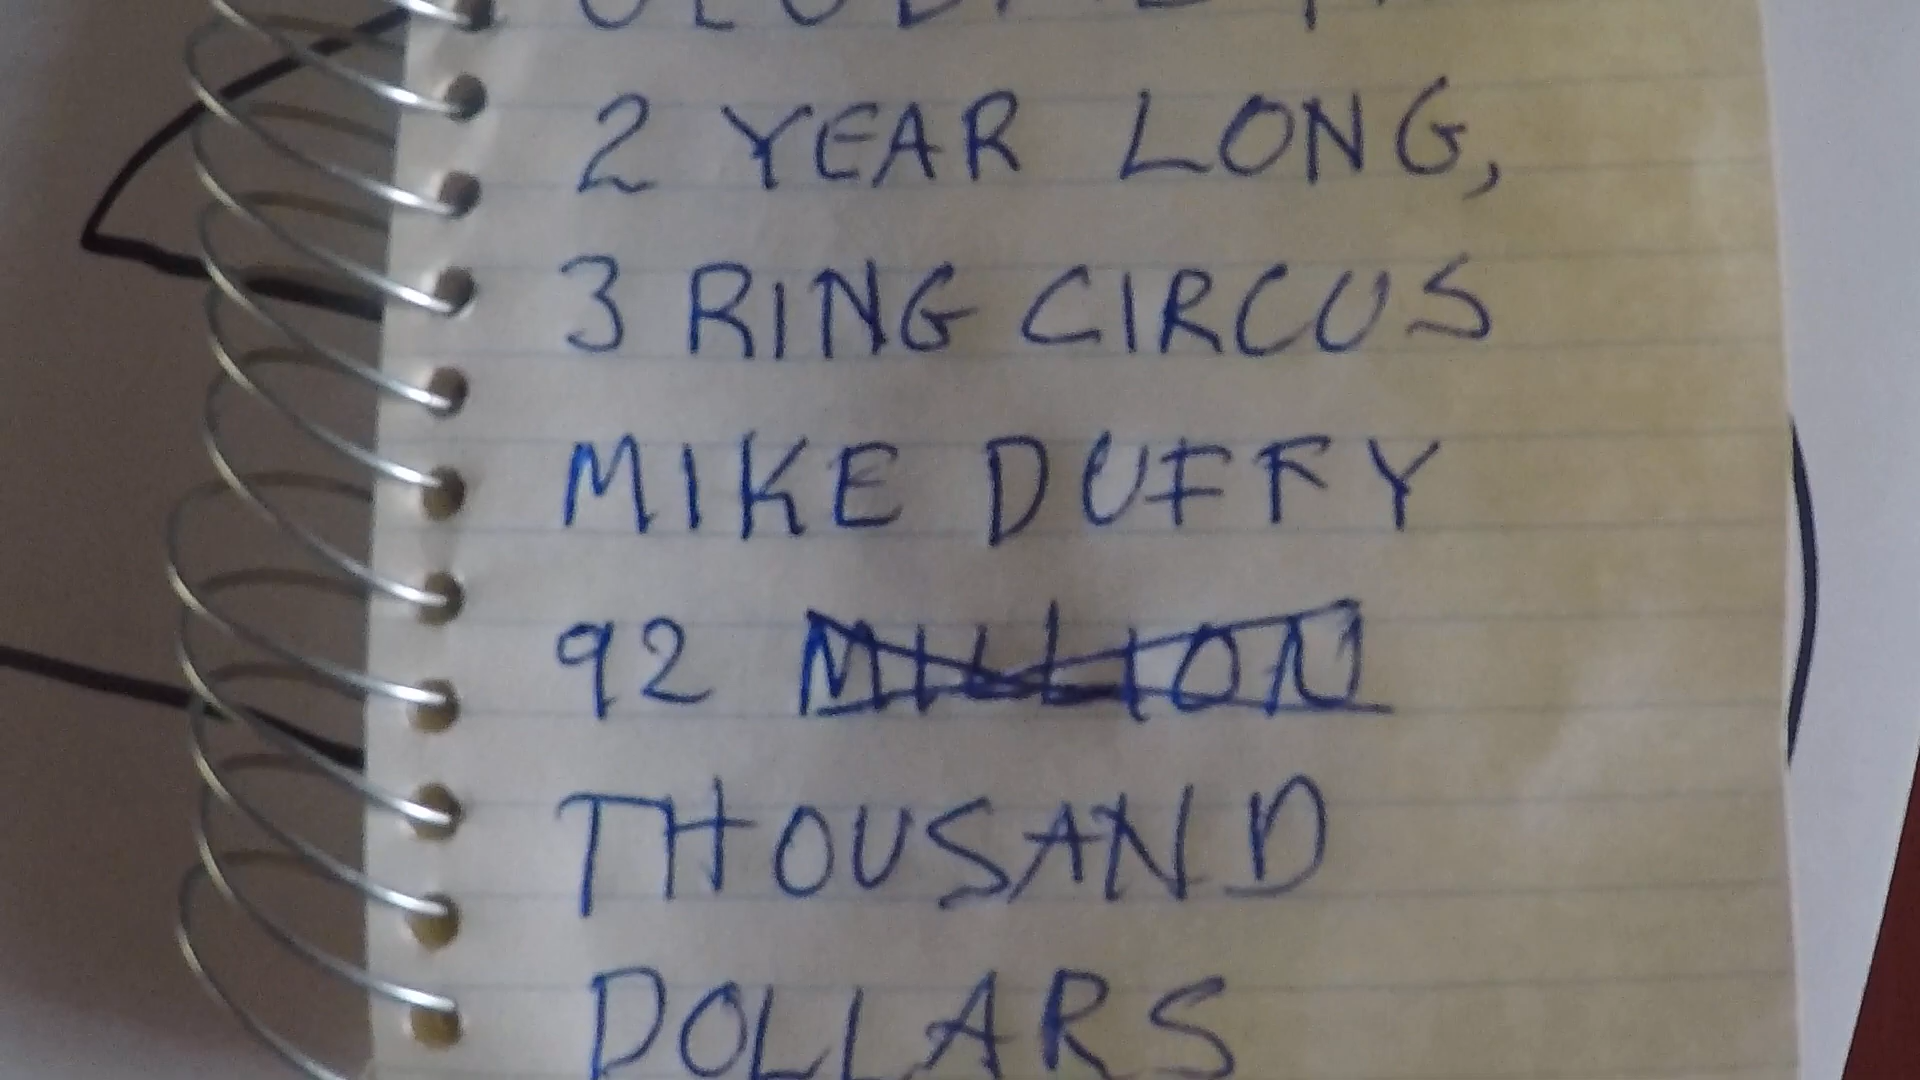 2 YEAR LONG,
3 RING CIRCUS
MIKE DUFFY
92 MILLION
THOUSAND
DOLLARS